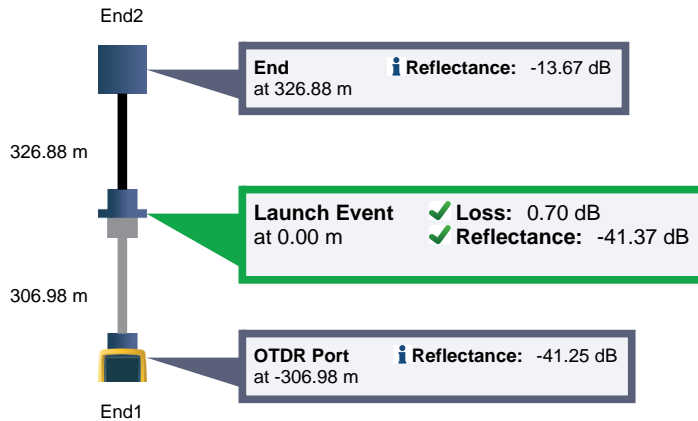 End2
End
i Reflectance: -13.67 dB
at 326.88 m
326.88 m
Launch Event
Loss: 0.70 dB
at 0.00 m
Reflectance: -41.37 dB
306.98 m
OTDR Port
i Reflectance: -41.25 dB
at -306.98 m
End1